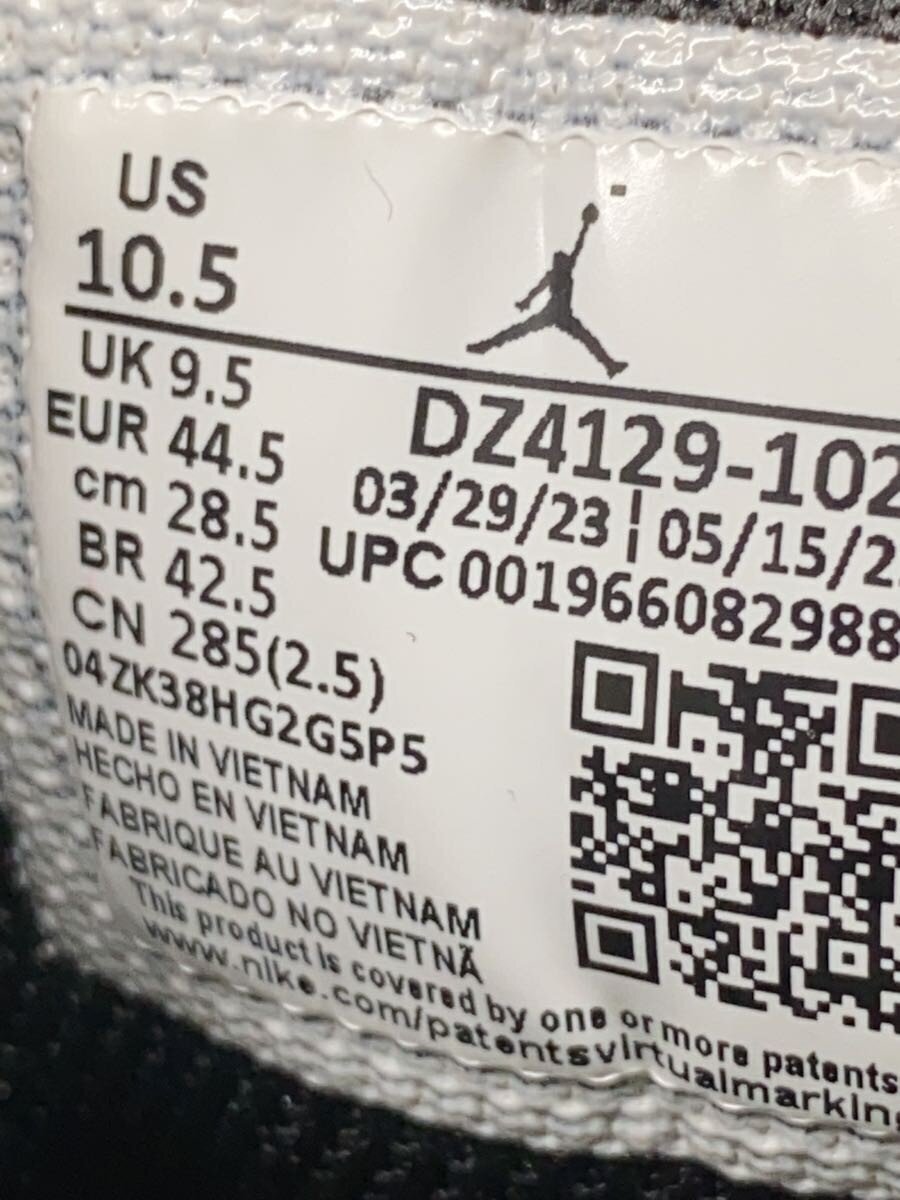 US
10.5
UK 9.5
EUR 44.5
cm 28.5
BR 42.5
CN 285(2.5)
04ZK38HG2G5P5
MADE IN VIETNAM
HECHO EN VIETNAM
FABRIQUE AU VIETNAM
FABRICADO NO VIETNÃ
DZ4129-102
03/29/23 | 05/15/2
UPC 00196608298
This product is covered by one or more patents
www.nike.com/patentsvirtualmarking